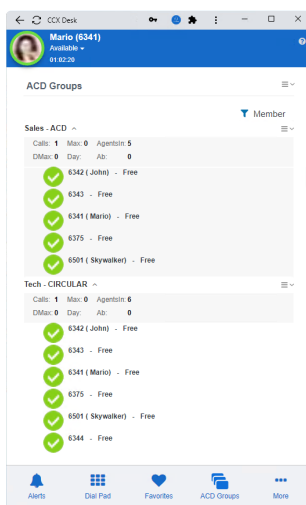 CCX Desk
Mario (6341)
Available
01:02:20
ACD Groups
Member
Sales - ACD
Calls: 1 Max: 0 AgentsIn: 5
DMax: 0 Day: Ab: 0
6342 ( John) - Free
6343 - Free
6341 ( Mario) - Free
6375 - Free
6501 ( Skywalker) - Free
Tech - CIRCULAR
Calls: 1 Max: 0 AgentsIn: 6
DMax: 0 Day: Ab: 0
6342 ( John) - Free
6343 - Free
6341 ( Mario) - Free
6375 - Free
6501 ( Skywalker) - Free
6344 - Free
Alerts Dial Pad Favorites ACD Groups More